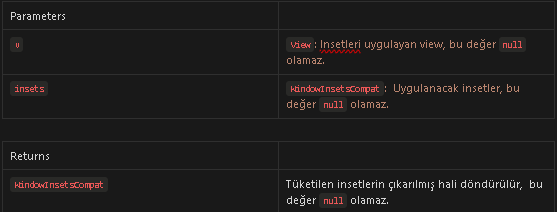 Parameters
v
View: Insetleri uygulayan view, bu değer null
olamaz.
insets
WindowInsetsCompat: Uygulanacak insetler, bu
değer null olamaz.
Returns
WindowInsetsCompat
Tüketilen insetlerin çıkarılmış hali döndürülür, bu
değer null olamaz.